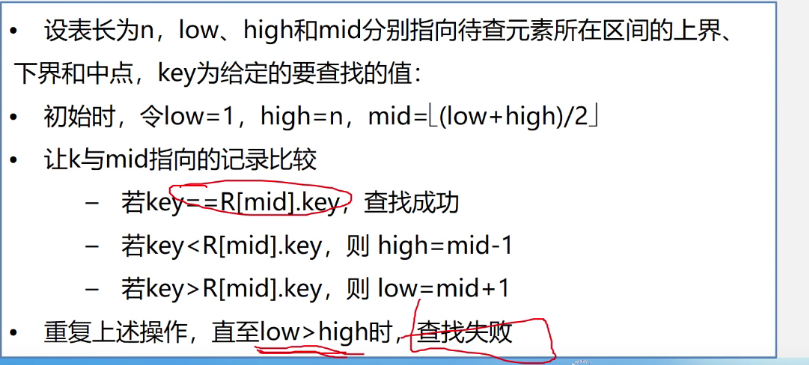 • 设表长为n，low、high和mid分别指向待查元素所在区间的上界、
下界和中点，key为给定的要查找的值：
• 初始时，令low=1，high=n，mid=⌊(low+high)/2⌋
• 让k与mid指向的记录比较
– 若key==R[mid].key，查找成功
– 若key<R[mid].key，则 high=mid-1
– 若key>R[mid].key，则 low=mid+1
• 重复上述操作，直至low>high时，查找失败